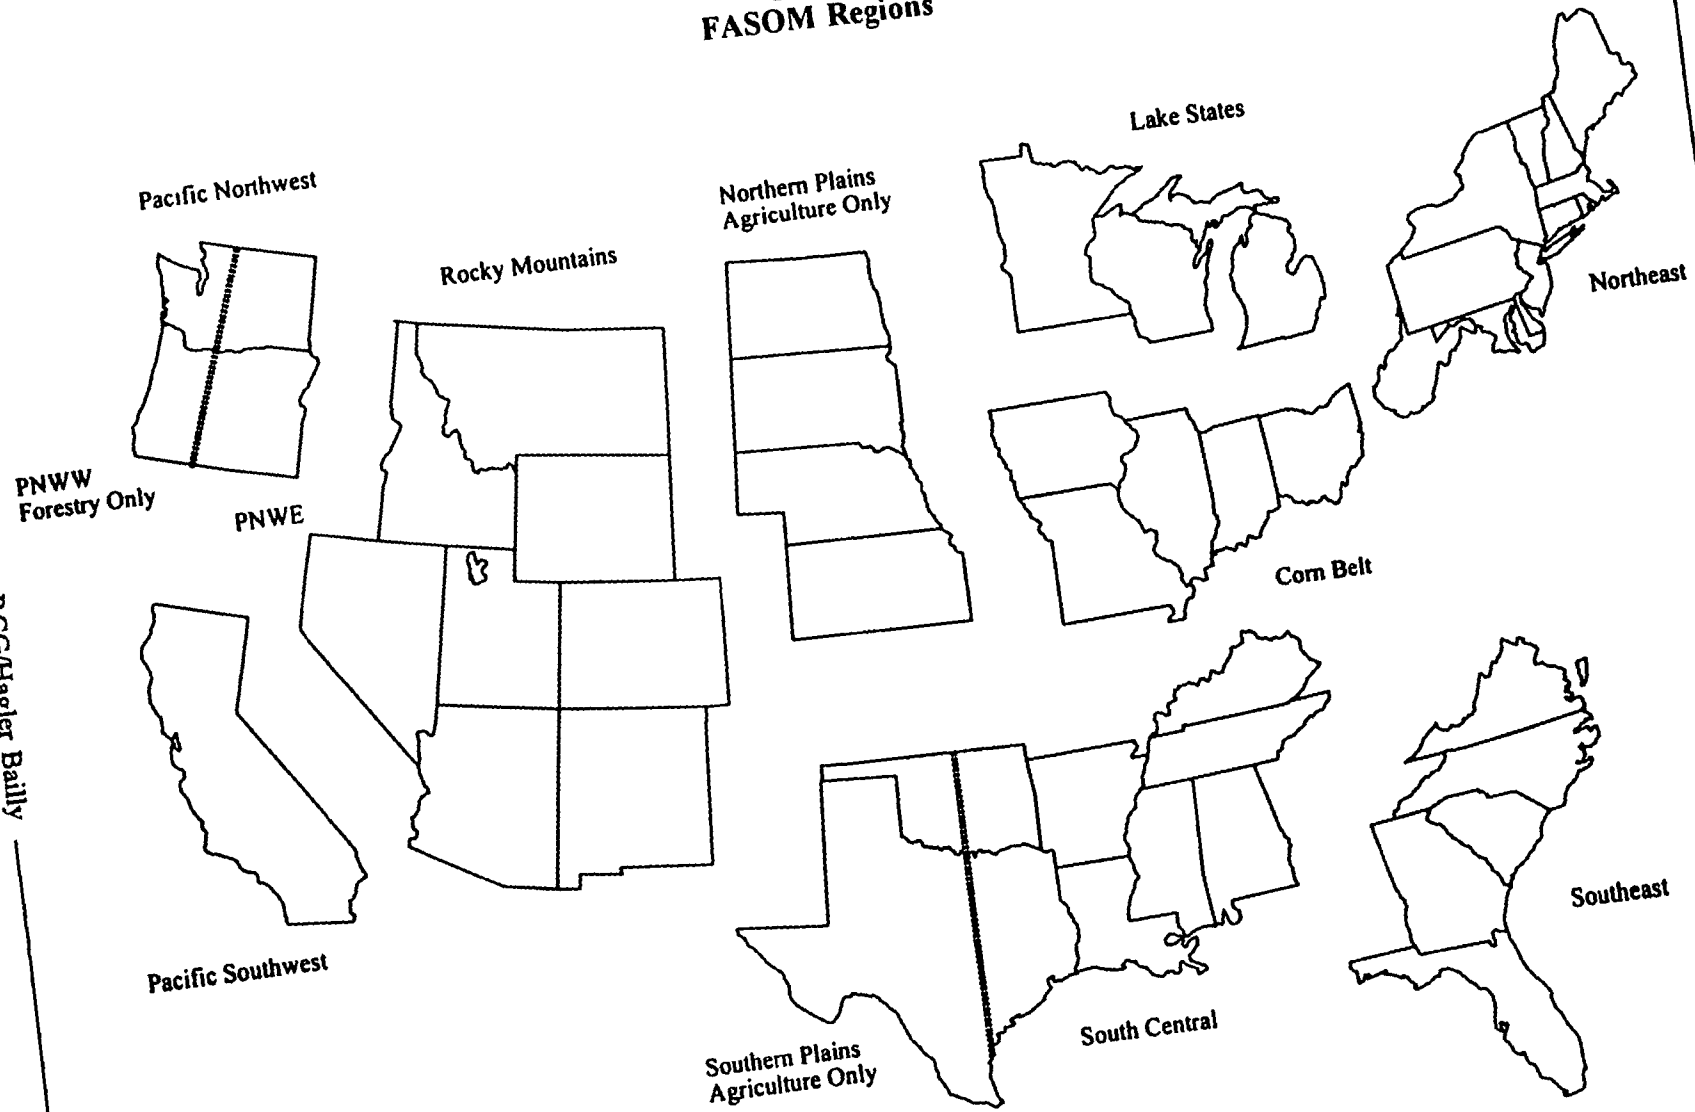 FASOM Regions
Lake States
Pacific Northwest
Northern Plains
Agriculture Only
Rocky Mountains
Northeast
PNWW
Forestry Only
PNWE
Corn Belt
Southeast
Pacific Southwest
South Central
Southern Plains
Agriculture Only
Hagler Bailly